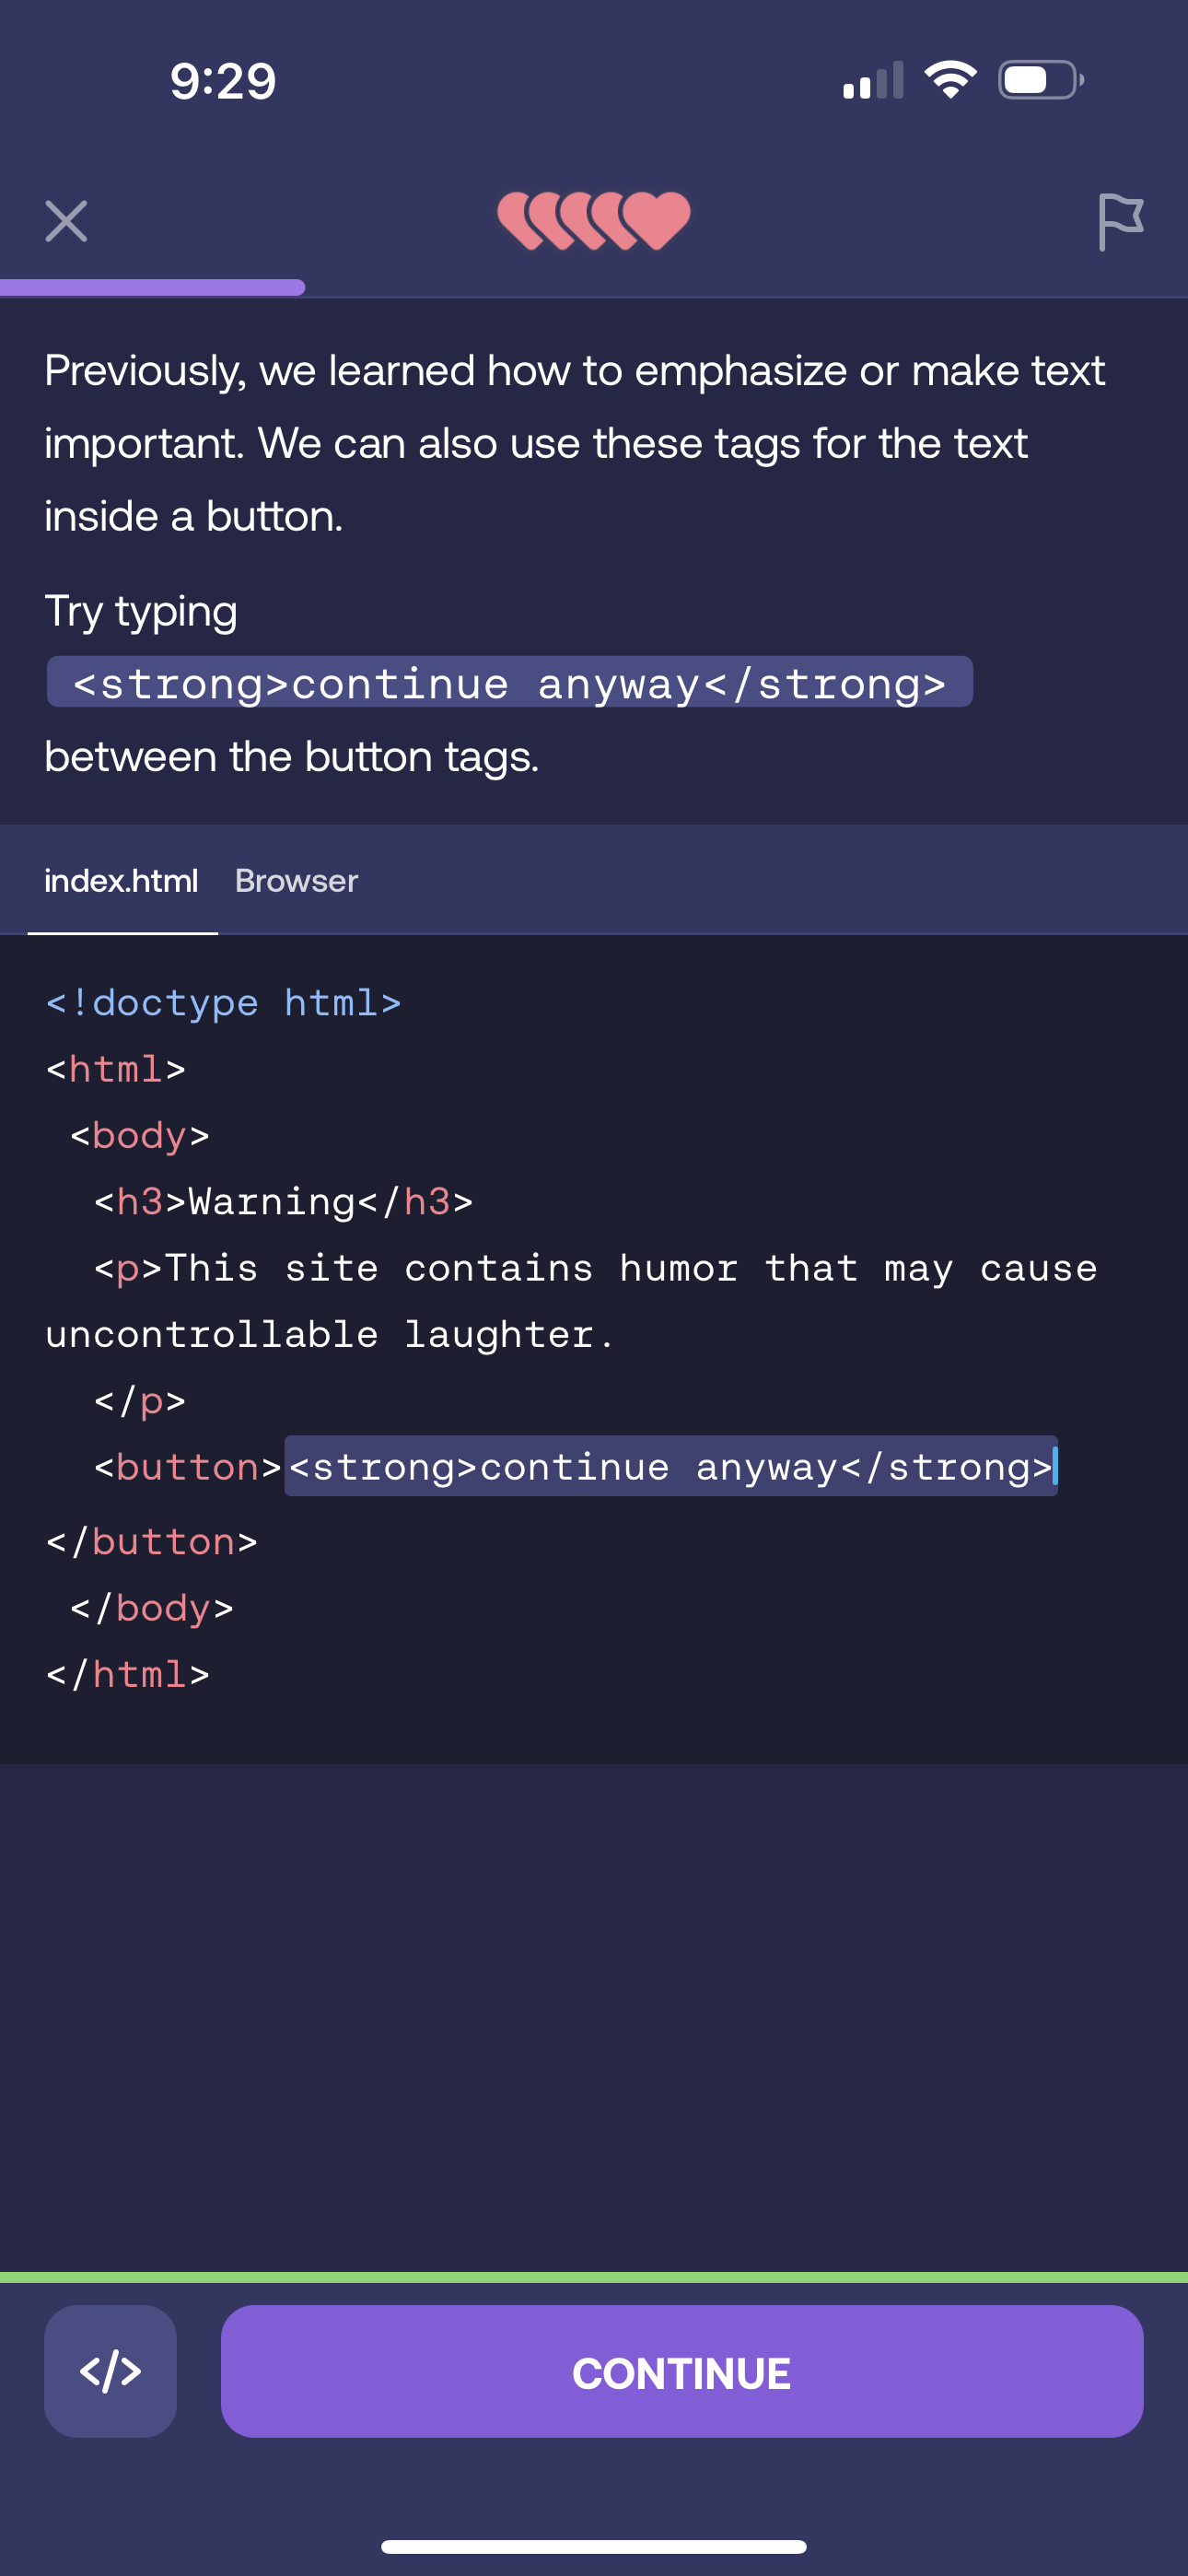 9:29
Previously, we learned how to emphasize or make text
important. We can also use these tags for the text
inside a button.
Try typing
<strong>continue anyway</strong>
between the button tags.
index.html Browser
<!doctype html>
<html>
<body>
<h3>Warning</h3>
<p>This site contains humor that may cause
uncontrollable laughter.
</p>
<button><strong>continue anyway</strong>
</button>
</body>
</html>
</> CONTINUE